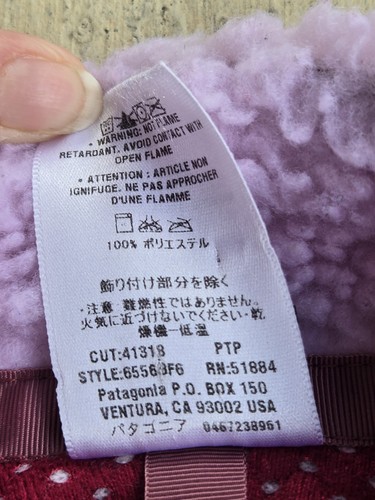 • WARNING: NOT FLAME
RETARDANT. AVOID CONTACT WITH
OPEN FLAME
• ATTENTION : ARTICLE NON
IGNIFUGE. NE PAS APPROCHER
D'UNE FLAMME
100% ポリエステル
飾り付け部分を除く
・注意・難燃性ではありません。
火気に近づけないでください・乾
燥機ー低温
CUT:41318 PTP
STYLE:65563F6 RN:51884
Patagonia P.O. BOX 150
VENTURA, CA 93002 USA
パタゴニア 0467238961